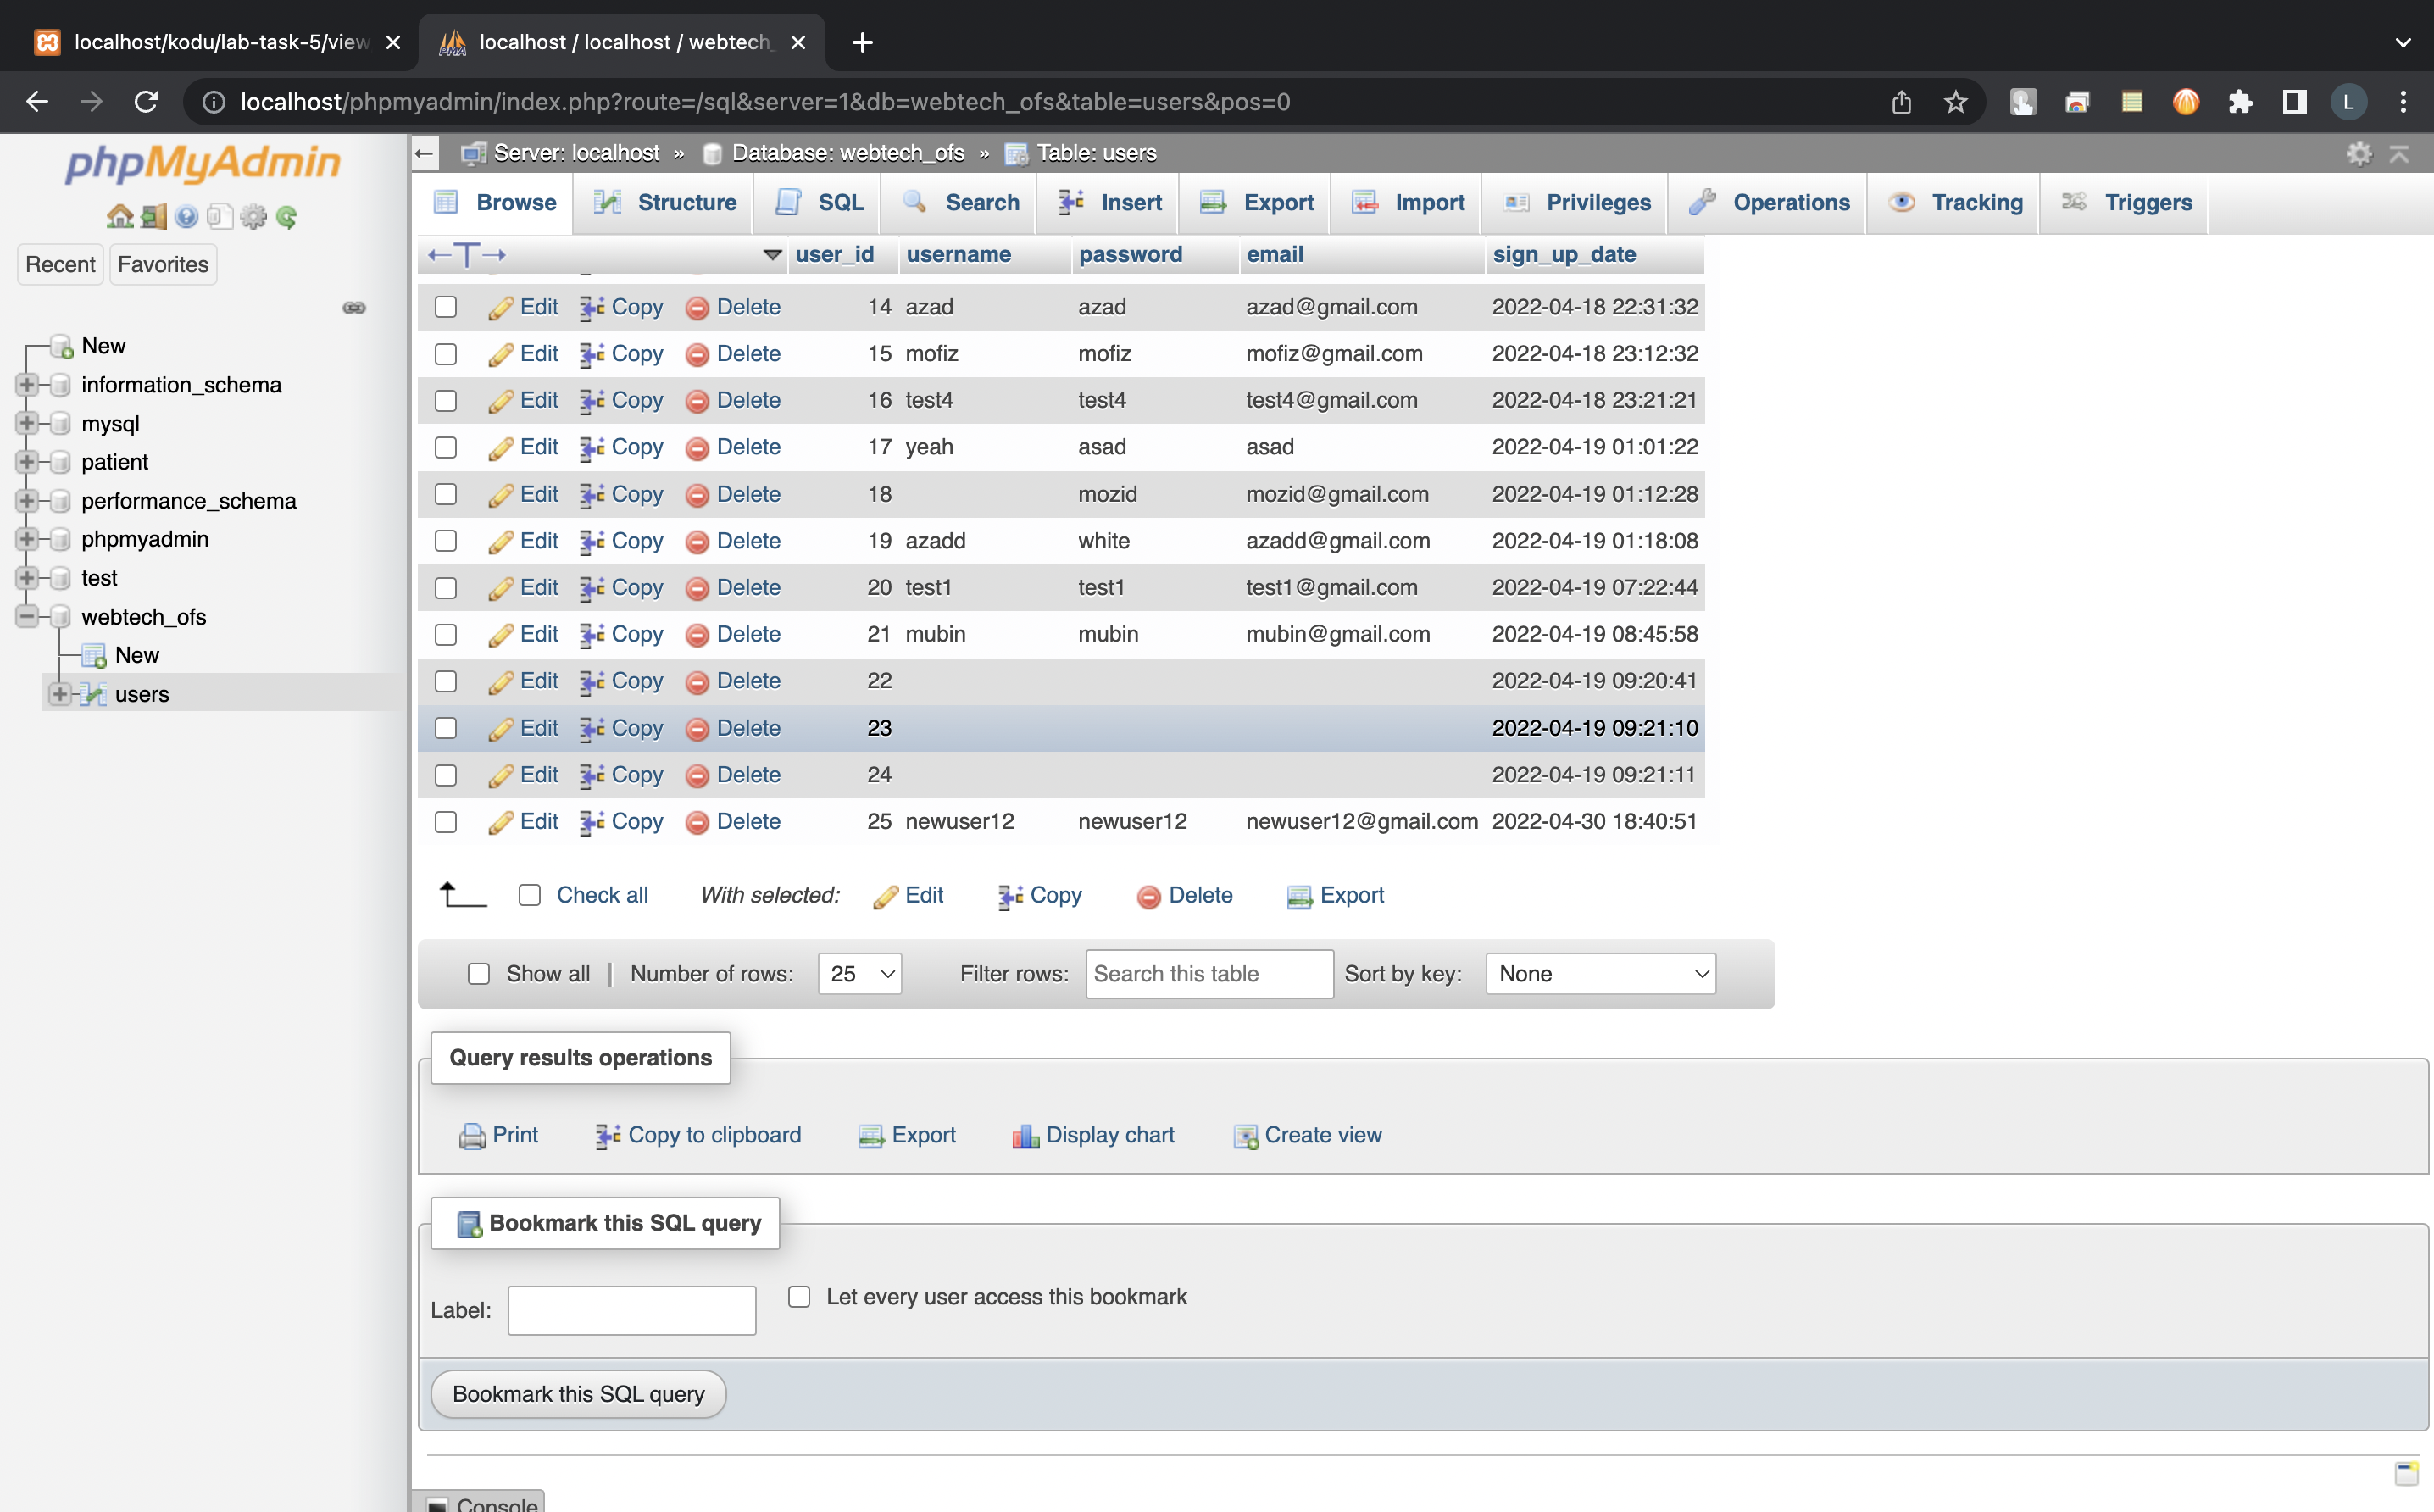 localhost/kodu/lab-task-5/view
localhost / localhost / webtech_
localhost/phpmyadmin/index.php?route=/sql&server=1&db=webtech_ofs&table=users&pos=0
L
phpMyAdmin
Recent Favorites
New
information_schema
mysql
patient
performance_schema
phpmyadmin
test
webtech_ofs
New
users
Server: localhost » Database: webtech_ofs » Table: users
Browse Structure SQL Search Insert Export Import Privileges Operations Tracking Triggers
←T→ user_id username password email sign_up_date
Edit Copy Delete 14 azad azad azad@gmail.com 2022-04-18 22:31:32
Edit Copy Delete 15 mofiz mofiz mofiz@gmail.com 2022-04-18 23:12:32
Edit Copy Delete 16 test4 test4 test4@gmail.com 2022-04-18 23:21:21
Edit Copy Delete 17 yeah asad asad 2022-04-19 01:01:22
Edit Copy Delete 18 mozid mozid@gmail.com 2022-04-19 01:12:28
Edit Copy Delete 19 azadd white azadd@gmail.com 2022-04-19 01:18:08
Edit Copy Delete 20 test1 test1 test1@gmail.com 2022-04-19 07:22:44
Edit Copy Delete 21 mubin mubin mubin@gmail.com 2022-04-19 08:45:58
Edit Copy Delete 22 2022-04-19 09:20:41
Edit Copy Delete 23 2022-04-19 09:21:10
Edit Copy Delete 24 2022-04-19 09:21:11
Edit Copy Delete 25 newuser12 newuser12 newuser12@gmail.com 2022-04-30 18:40:51
Check all With selected: Edit Copy Delete Export
Show all | Number of rows: 25 Filter rows: Search this table Sort by key: None
Query results operations
Print Copy to clipboard Export Display chart Create view
Bookmark this SQL query
Label: Let every user access this bookmark
Bookmark this SQL query
Console